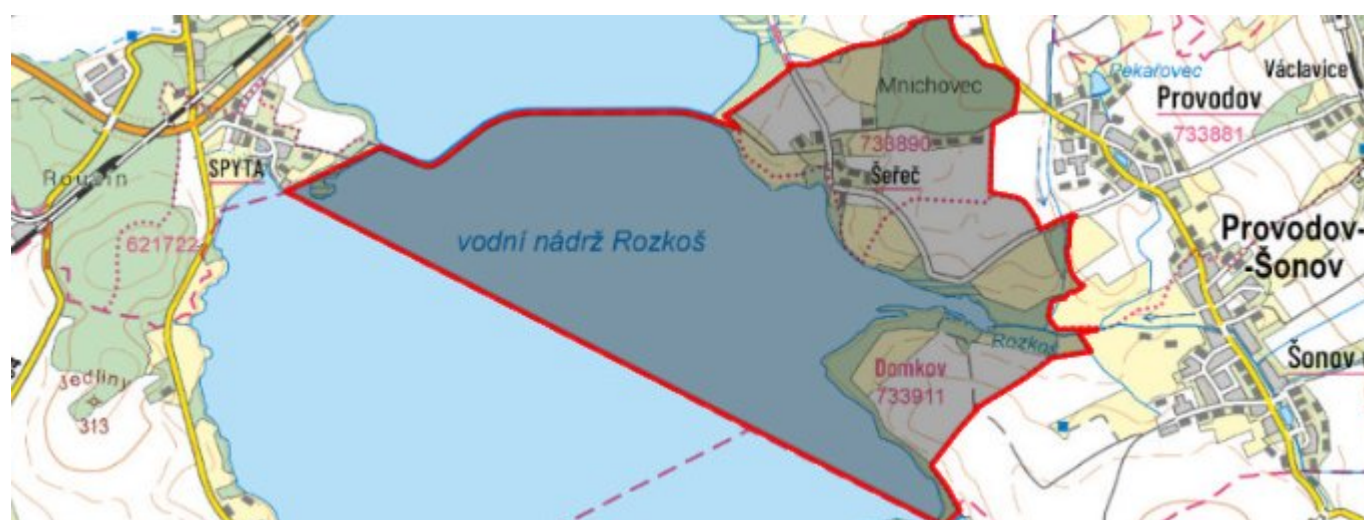 Mnichovec
Pekařovec
Václavice
Provodov
733881
733890
SPYTA
Šeřeč
621722
vodní nádrž Rozkoš
Provodov-
-Šonov
Rozkoš
Domkov
733911
Šonov
Jedliny
313